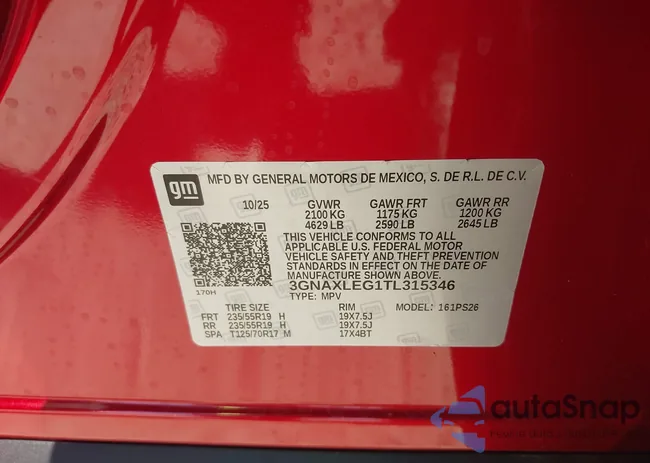 gm
MFD BY GENERAL MOTORS DE MEXICO, S. DE R.L. DE C.V.
10/25 GVWR GAWR FRT GAWR RR
2100 KG 1175 KG 1200 KG
4629 LB 2590 LB 2645 LB
THIS VEHICLE CONFORMS TO ALL
APPLICABLE U.S. FEDERAL MOTOR
VEHICLE SAFETY AND THEFT PREVENTION
STANDARDS IN EFFECT ON THE DATE OF
MANUFACTURE SHOWN ABOVE.
3GNAXLEG1TL315346
170H TYPE: MPV
TIRE SIZE RIM MODEL: 161PS26
FRT 235/55R19 H 19X7.5J
RR 235/55R19 H 19X7.5J
SPA T125/70R17 M 17X4BT
autaSnap